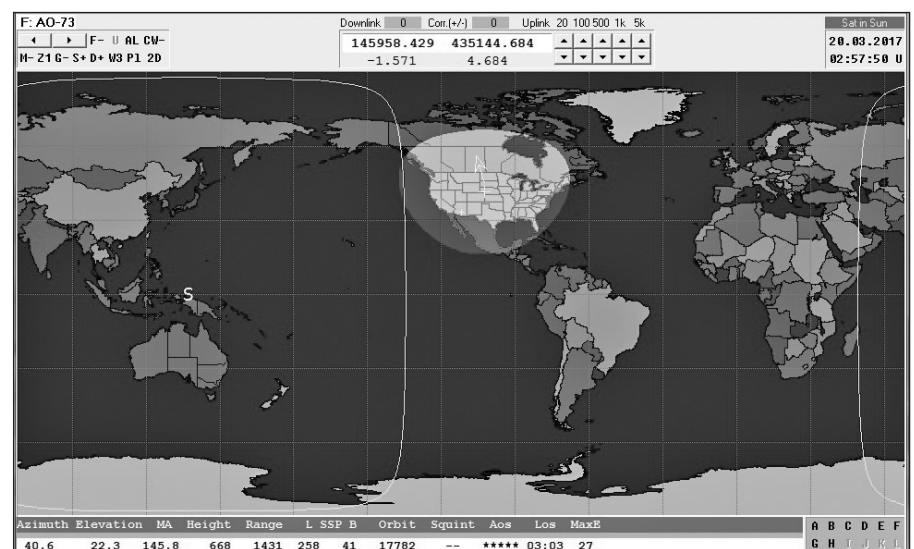 F: AO-73
Downlink 0 Corr.(+/-) 0 Uplink 20 100 500 1k 5k
Sat in Sun
F- U AL CW-
145958.429 435144.684
20.03.2017
M- Z1 G- S+ D+ W3 P1 2D
-1.571 4.684
02:57:50 U
A
S
Azimuth Elevation MA Height Range L SSP B Orbit Squint Aos Los MaxE
A B C D E F
40.6 22.3 145.8 668 1431 258 41 17782 -- ***** 03:03 27
G H I J K L